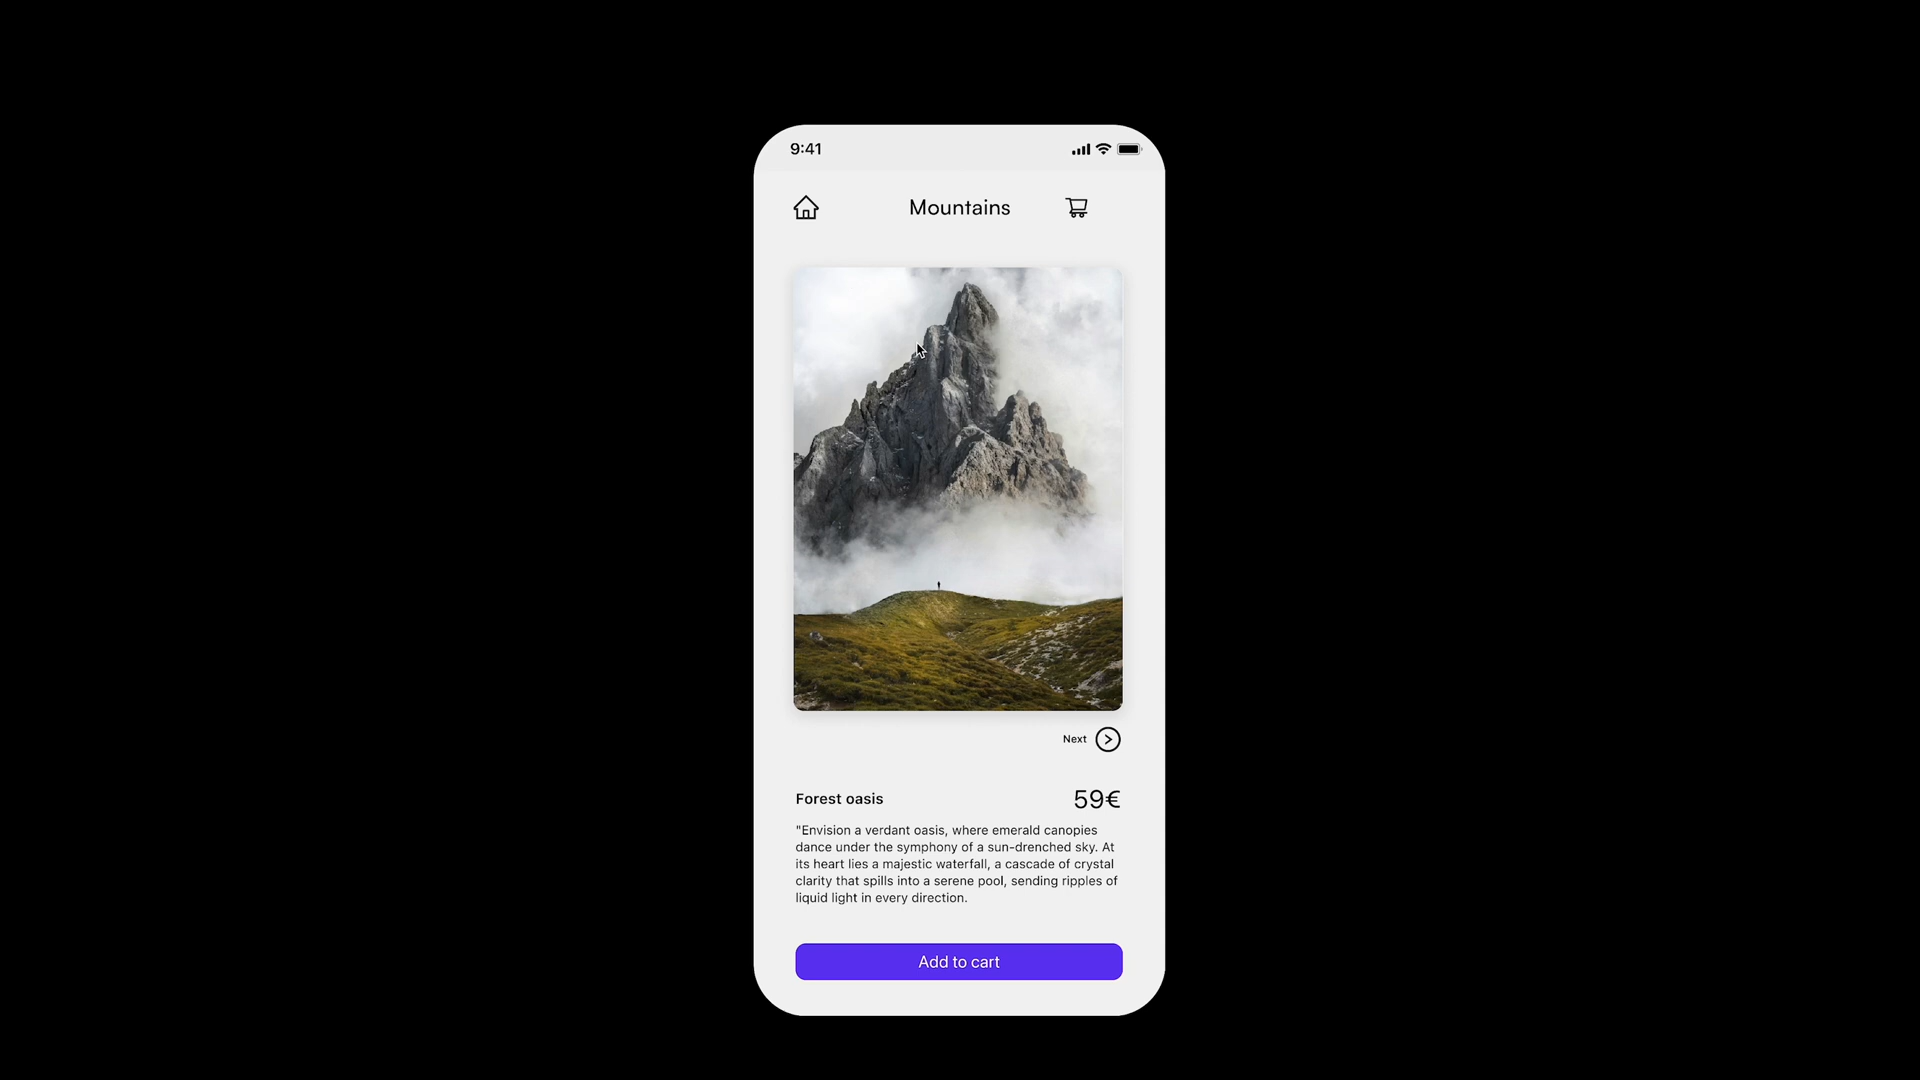 9:41
Mountains
Next
Forest oasis
59€
"Envision a verdant oasis, where emerald canopies
dance under the symphony of a sun-drenched sky. At
its heart lies a majestic waterfall, a cascade of crystal
clarity that spills into a serene pool, sending ripples of
liquid light in every direction.
Add to cart